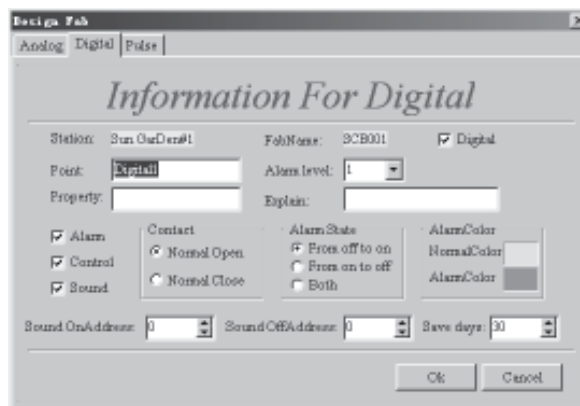 Design Fab
Analog Digital Pulse
Information For Digital
Station: Sun GarDen#1 FabName: SCB001 Digital
Point: Digital1 Alarm level: 1
Property: Explain:
Alarm Contact Alarm State AlarmColor
Normal Open From off to on NormalColor
Control From on to off
Sound Normal Close Both AlarmColor
Sound OnAddress: 0 Sound OffAddress: 0 Save days: 30
Ok Cancel